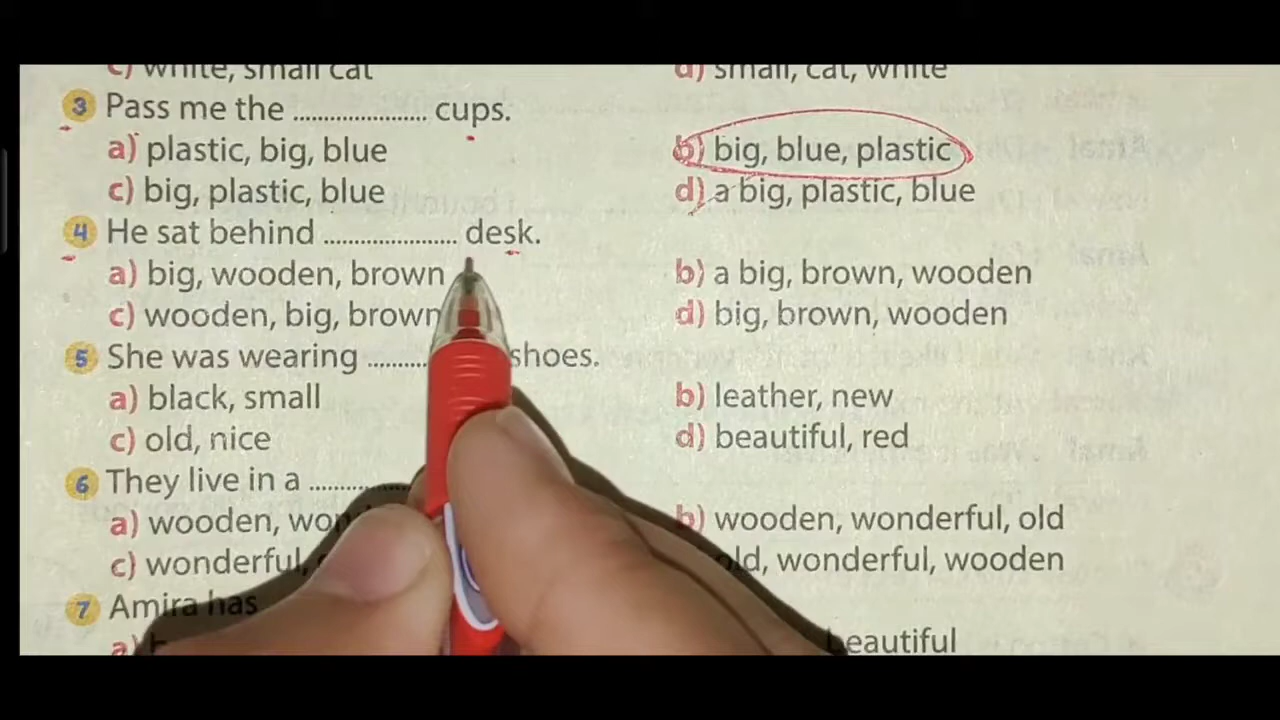 c) white, small cat d) small, cat, white
3 Pass me the ...................... cups.
a) plastic, big, blue b) big, blue, plastic
c) big, plastic, blue d) a big, plastic, blue
4 He sat behind ...................... desk.
a) big, wooden, brown b) a big, brown, wooden
c) wooden, big, brown d) big, brown, wooden
5 She was wearing .......... shoes.
a) black, small b) leather, new
c) old, nice d) beautiful, red
6 They live in a ................
a) wooden, b) wooden, wonderful, old
c) wonderful, old, wonderful, wooden
7 Amira has
a) beautiful